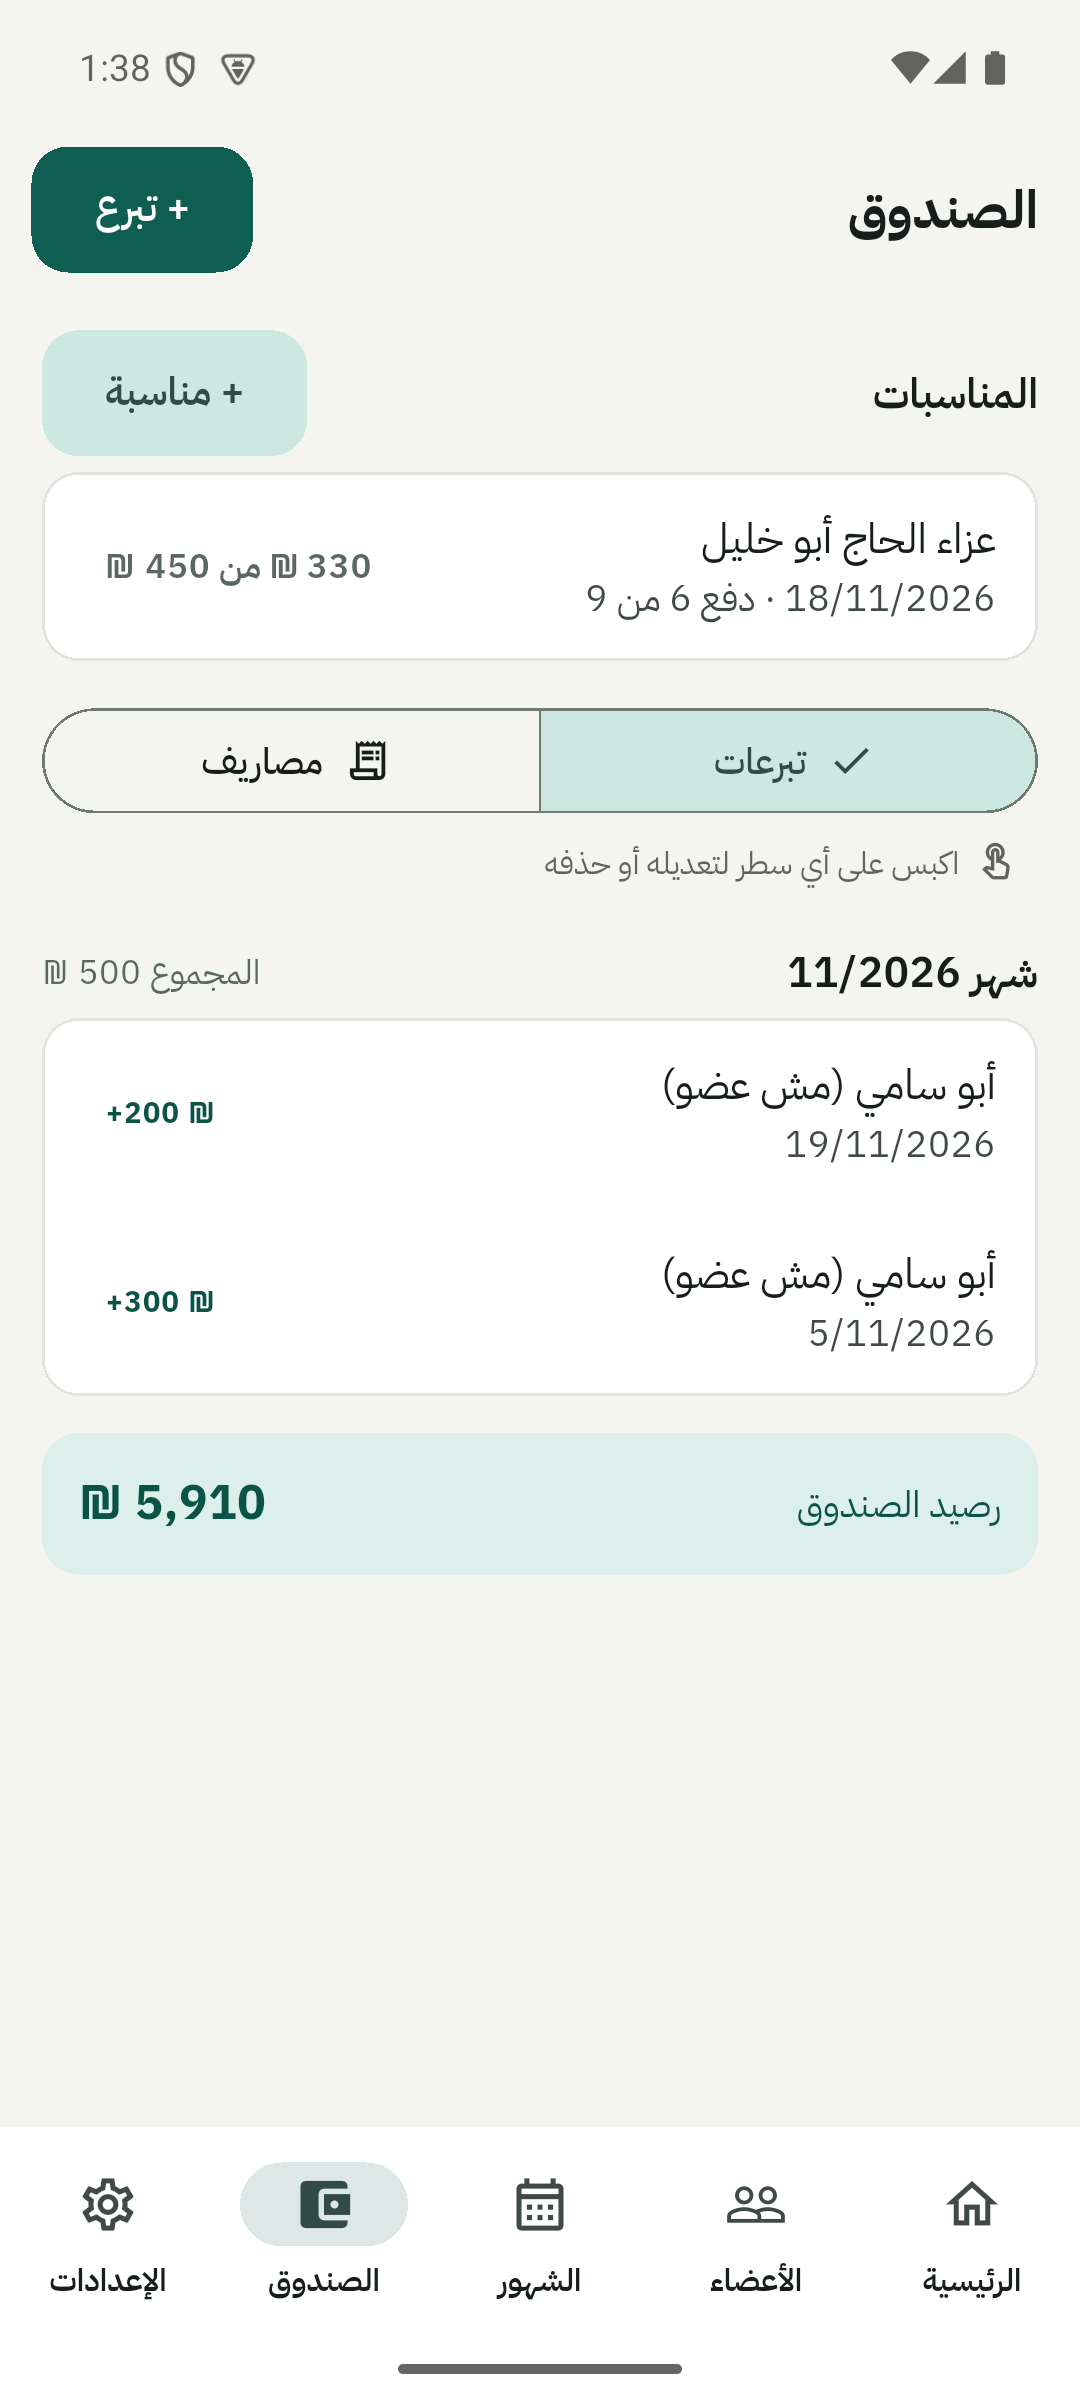 1:38
الصندوق
+ تبرع
المناسبات
+ مناسبة
عزاء الحاج أبو خليل
18/11/2026 · دفع 6 من 9
330 ₪ من 450 ₪
تبرعات
مصاريف
اكبس على أي سطر لتعديله أو حذفه
شهر 11/2026
المجموع 500 ₪
أبو سامي (مش عضو)
19/11/2026
+200 ₪
أبو سامي (مش عضو)
5/11/2026
+300 ₪
رصيد الصندوق
5,910 ₪
الرئيسية
الأعضاء
الشهور
الصندوق
الإعدادات